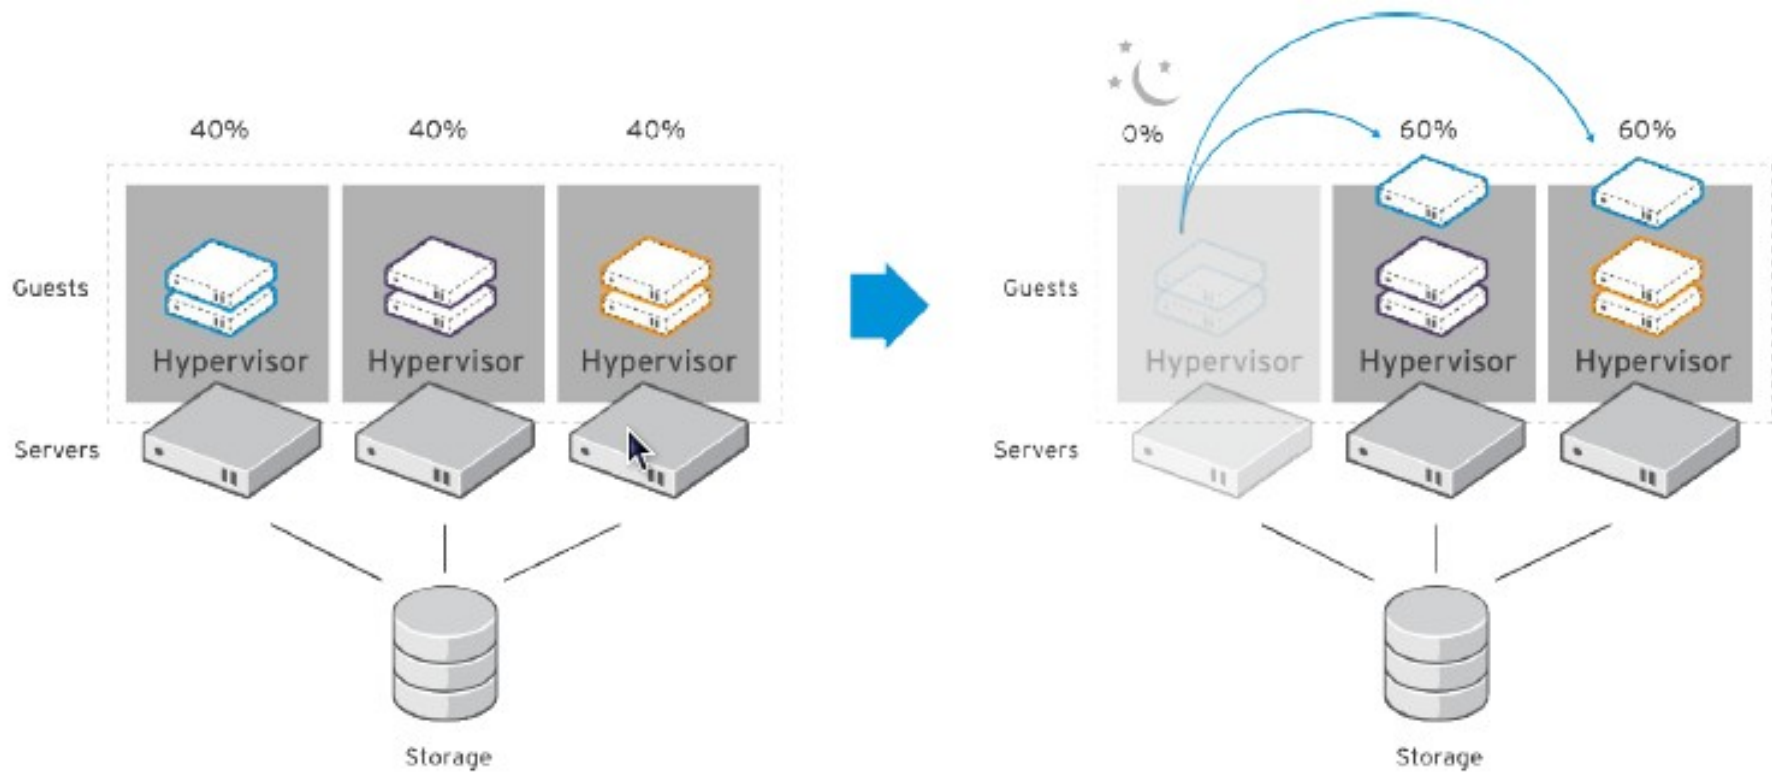 40% 40% 40%
Guests
Hypervisor Hypervisor Hypervisor
Servers
Storage
0% 60% 60%
Guests
Hypervisor Hypervisor Hypervisor
Servers
Storage